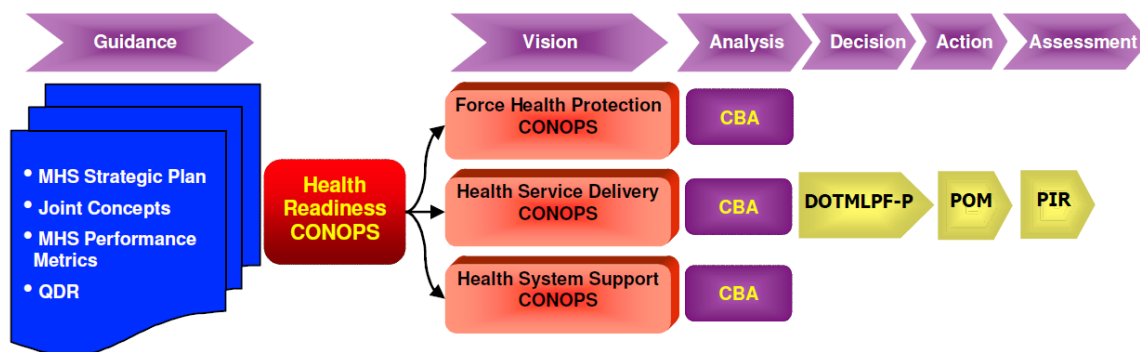 Guidance
Vision
Analysis
Decision
Action
Assessment
• MHS Strategic Plan
• Joint Concepts
• MHS Performance
Metrics
• QDR
Health
Readiness
CONOPS
Force Health Protection
CONOPS
CBA
Health Service Delivery
CONOPS
CBA
DOTMLPF-P
POM
PIR
Health System Support
CONOPS
CBA